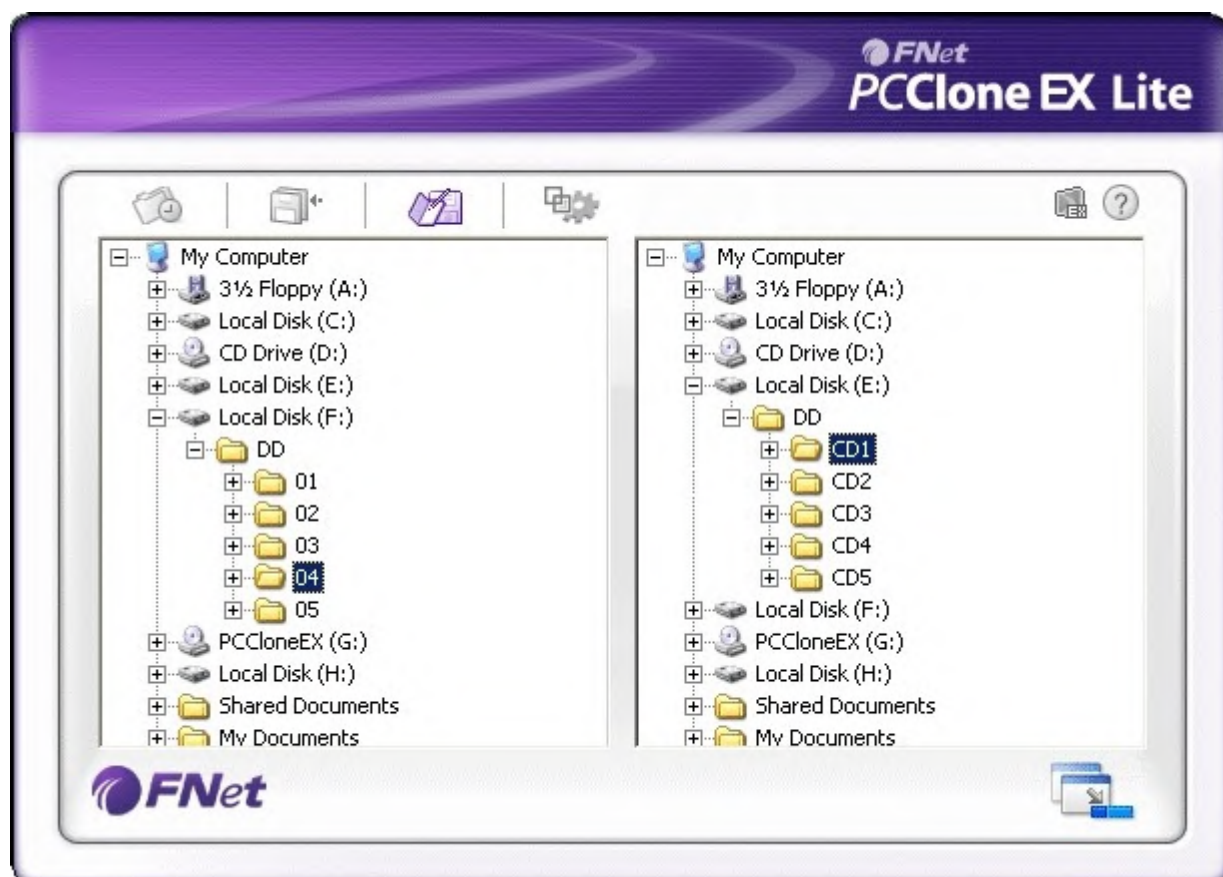 FNet
PCClone EX Lite
My Computer
3½ Floppy (A:)
Local Disk (C:)
CD Drive (D:)
Local Disk (E:)
Local Disk (F:)
DD
01
02
03
04
05
PCCloneEX (G:)
Local Disk (H:)
Shared Documents
My Documents
My Computer
3½ Floppy (A:)
Local Disk (C:)
CD Drive (D:)
Local Disk (E:)
DD
CD1
CD2
CD3
CD4
CD5
Local Disk (F:)
PCCloneEX (G:)
Local Disk (H:)
Shared Documents
My Documents
FNet